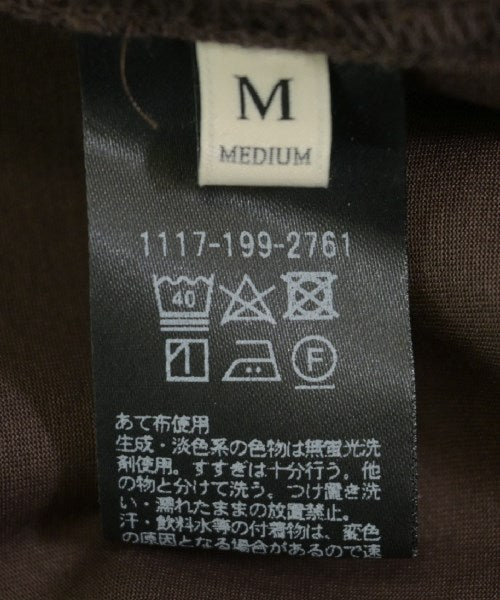 M
MEDIUM
1117-199-2761
40
F
あて布使用
生成・淡色系の色物は無蛍光洗
剤使用。すすぎは十分行う。他
の物と分けて洗う。つけ置き洗
い・濡れたままの放置禁止。
汗・飲料水等の付着物は、変色
の原因となる場合があるので速